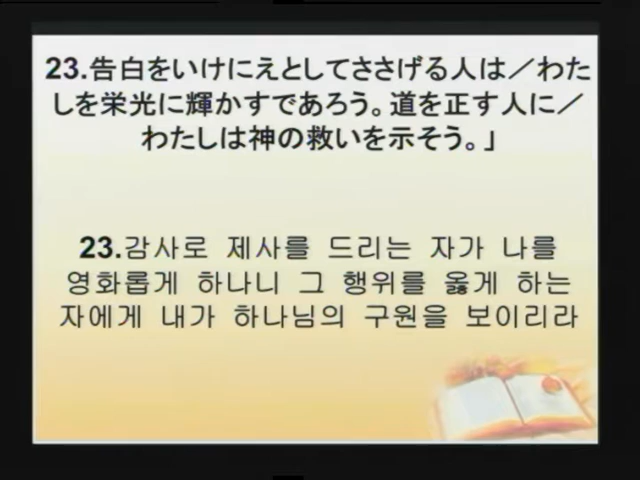 23.告白をいけにえとしてささげる人は／わた
しを栄光に輝かすであろう。道を正す人に／
わたしは神の救いを示そう。」
23.감사로 제사를 드리는 자가 나를
영화롭게 하나니 그 행위를 옳게 하는
자에게 내가 하나님의 구원을 보이리라